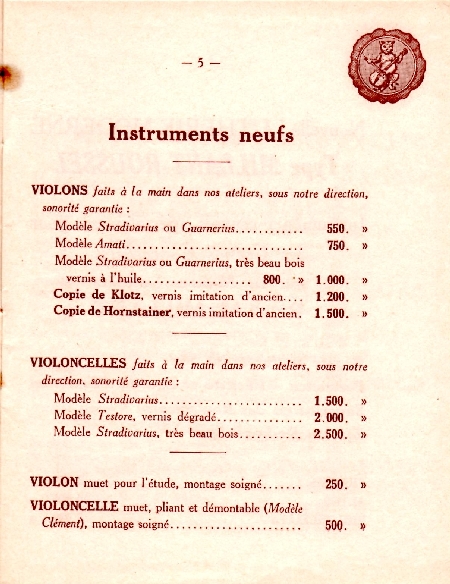 — 5 —
Instruments neufs
VIOLONS faits à la main dans nos ateliers, sous notre direction,
sonorité garantie :
Modèle Stradivarius ou Guarnerius............ 550. »
Modèle Amati................................ 750. »
Modèle Stradivarius ou Guarnerius, très beau bois
vernis à l'huile................... 800. » 1.000. »
Copie de Klotz, vernis imitation d'ancien.... 1.200. »
Copie de Hornstainer, vernis imitation d'ancien. 1.500. »
VIOLONCELLES faits à la main dans nos ateliers, sous notre
direction, sonorité garantie :
Modèle Stradivarius......................... 1.500. »
Modèle Testore, vernis dégradé............... 2.000. »
Modèle Stradivarius, très beau bois........... 2.500. »
VIOLON muet pour l'étude, montage soigné....... 250. »
VIOLONCELLE muet, pliant et démontable (Modèle
Clément), montage soigné....................... 500. »